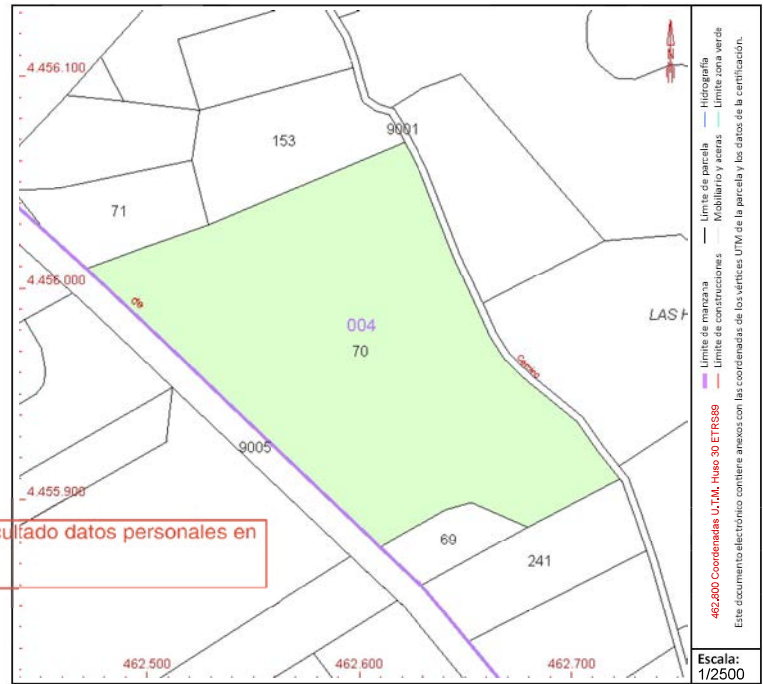 4.456.100
153
9001
71
4.456.000
de
004
70
LAS H
Camino
9005
4.455.900
ado datos personales en
69
241
462.500
462.600
462.700
Límite de manzana
Límite de parcela
Hidrografía
Límite de construcciones
Mobiliario y aceras
Límite zona verde
462,800 Coordenadas U.T.M. Huso 30 ETRS89
Este documento electrónico contiene anexos con las coordenadas de los vértices UTM de la parcela y los datos de la certificación.
Escala:
1/2500